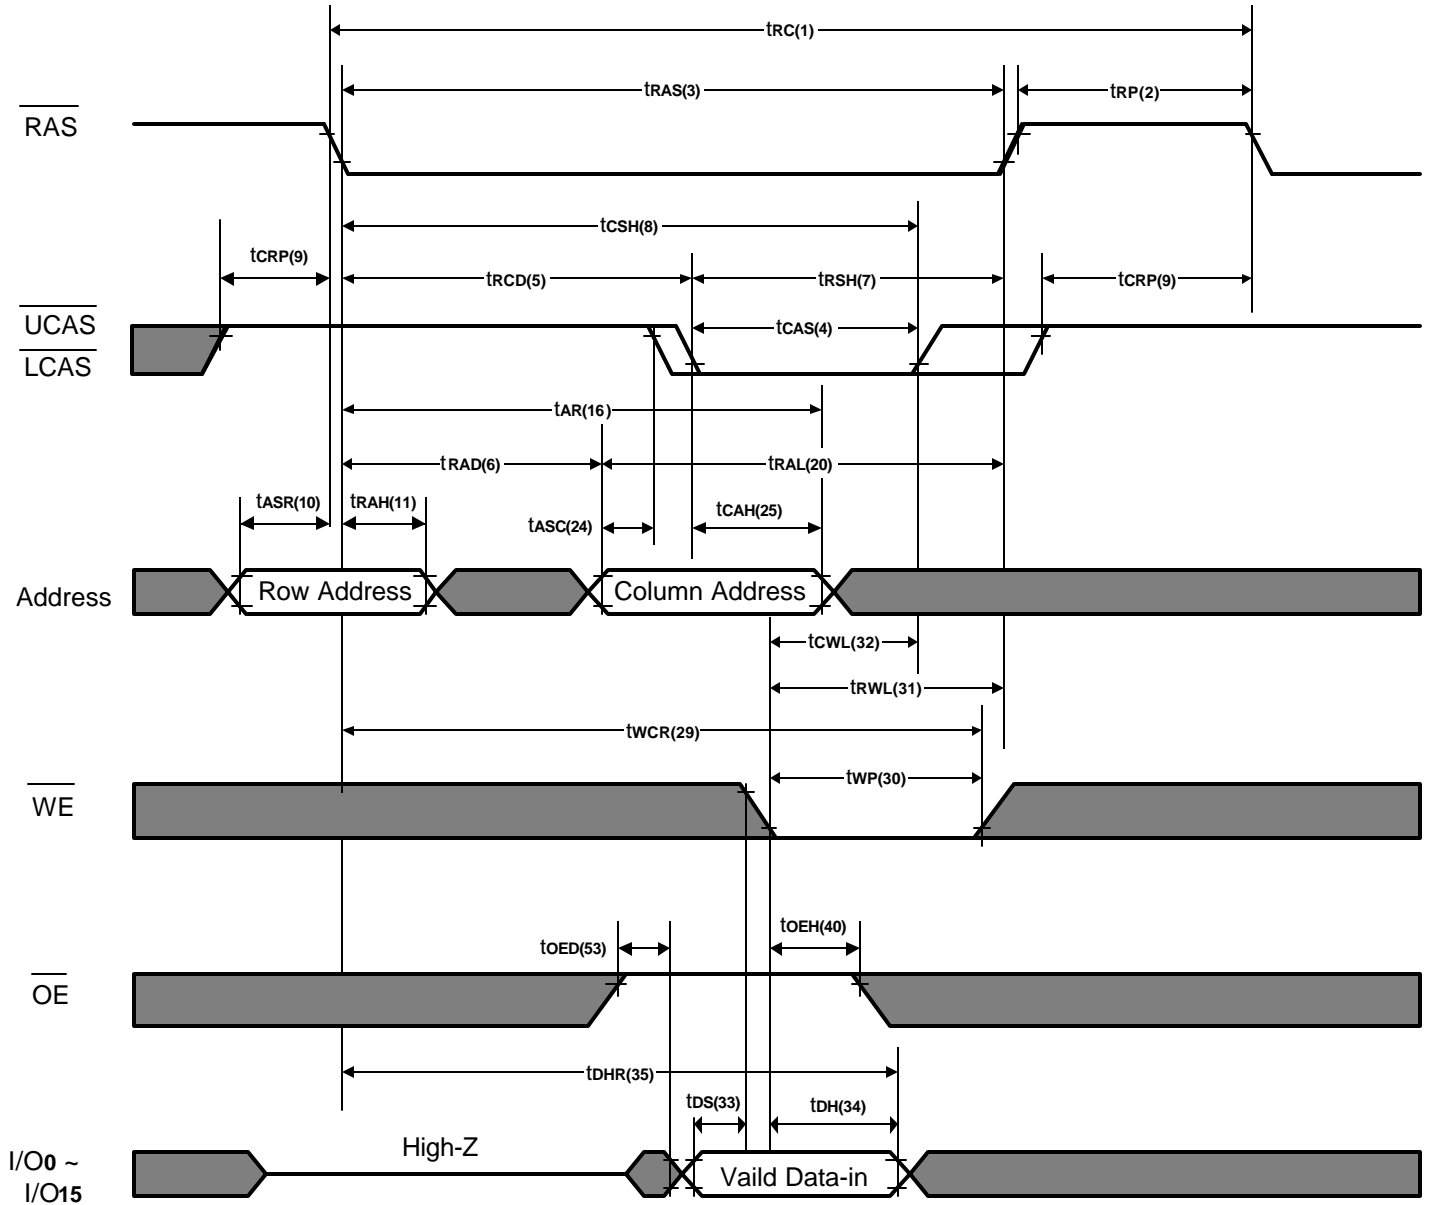 tRC(1)
tRAS(3)
tRP(2)
RAS
tCSH(8)
tCRP(9)
tRCD(5)
tRSH(7)
tCRP(9)
UCAS
tCAS(4)
LCAS
tAR(16)
tRAD(6)
tRAL(20)
tASR(10)
tRAH(11)
tASC(24)
tCAH(25)
Address
Row Address
Column Address
tCWL(32)
tRWL(31)
tWCR(29)
tWP(30)
WE
tOED(53)
tOEH(40)
OE
tDHR(35)
tDS(33)
tDH(34)
High-Z
I/O0 ~
I/O15
Vaild Data-in